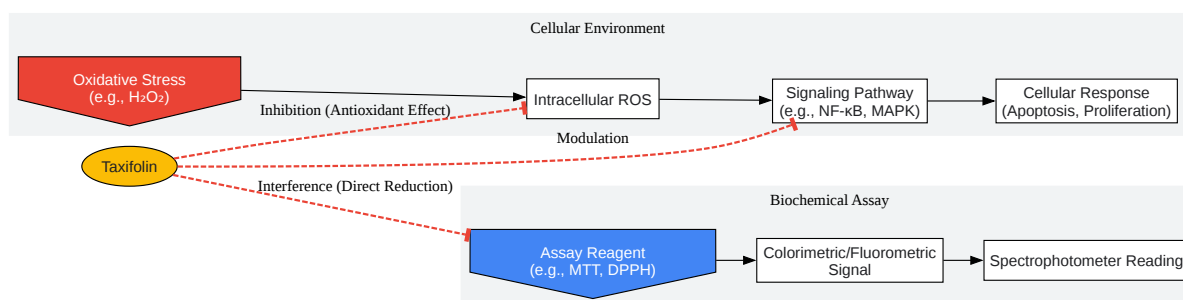 Cellular Environment
Oxidative Stress
(e.g., H₂O₂)
Intracellular ROS
Signaling Pathway
(e.g., NF-κB, MAPK)
Cellular Response
(Apoptosis, Proliferation)
Inhibition (Antioxidant Effect)
Modulation
Taxifolin
Interference (Direct Reduction)
Biochemical Assay
Assay Reagent
(e.g., MTT, DPPH)
Colorimetric/Fluorometric
Signal
Spectrophotometer Reading